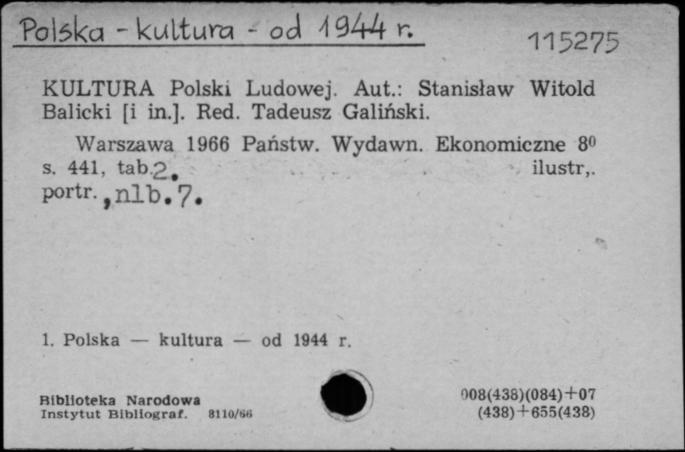 Polska - kultura - od 1944 r.
115275
KULTURA Polski Ludowej. Aut.: Stanisław Witold
Balicki [i in.]. Red. Tadeusz Galiński.
Warszawa 1966 Państw. Wydawn. Ekonomiczne 8⁰
s. 441, tab.2, ilustr,.
portr.,nlb.7.
1. Polska — kultura — od 1944 r.
Biblioteka Narodowa
Instytut Bibliograf. 8110/66
008(438)(084)+07
(438)+655(438)